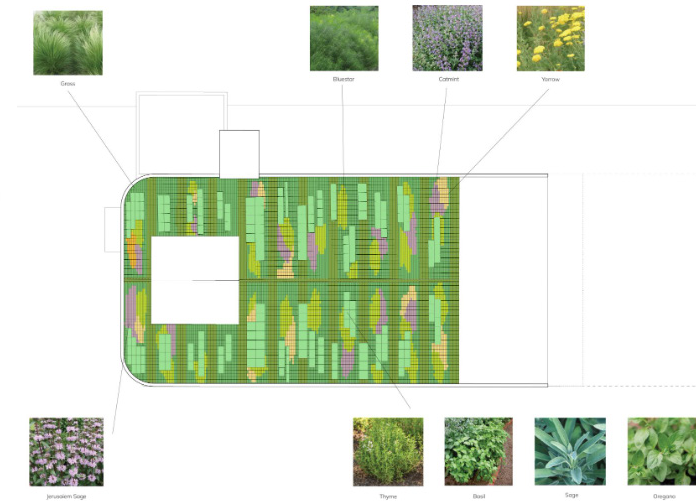 Grass
Bluestar
Catmint
Yarrow
Jerusalem Sage
Thyme
Basil
Sage
Oregano